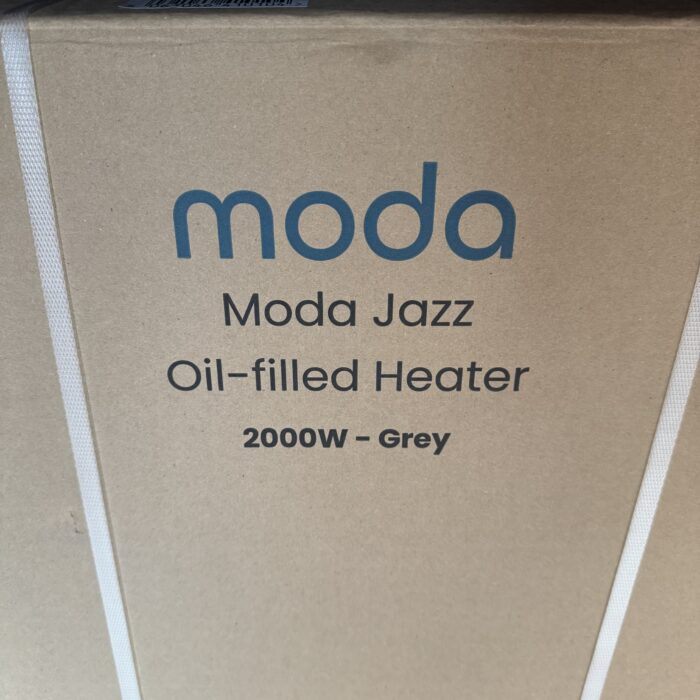 moda
Moda Jazz
Oil-filled Heater
2000W - Grey